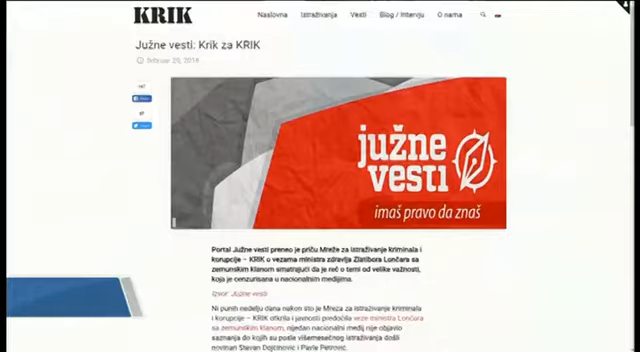 KRIK
Naslovna Istraživanja Vesti Blog / Intervju O nama
Južne vesti: Krik za KRIK
februar 20, 2018
južne
vesti
imaš pravo da znaš
Portal Južne vesti preneo je priču Mreže za istraživanje kriminala i
korupcije – KRIK o vezama ministra zdravlja Zlatibora Lončara sa
zemunskim klanom smatrajući da je reč o temi od velike važnosti,
koja je cenzurisana u nacionalnim medijima.
Izvor: Južne vesti
Ni punih nedelju dana nakon što je Mreža za istraživanje kriminala
i korupcije – KRIK otkrila i javnosti predočila veze ministra Lončara
sa zemunskim klanom, nijedan nacionalni medij nije objavio
saznanja do kojih su posle višemesečnog istraživanja došli
novinari Stevan Dojčinović i Pavle Petrović.